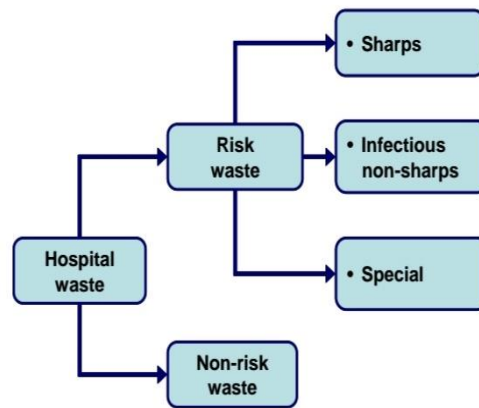 • Sharps
Risk
waste
• Infectious
non-sharps
Hospital
waste
• Special
Non-risk
waste